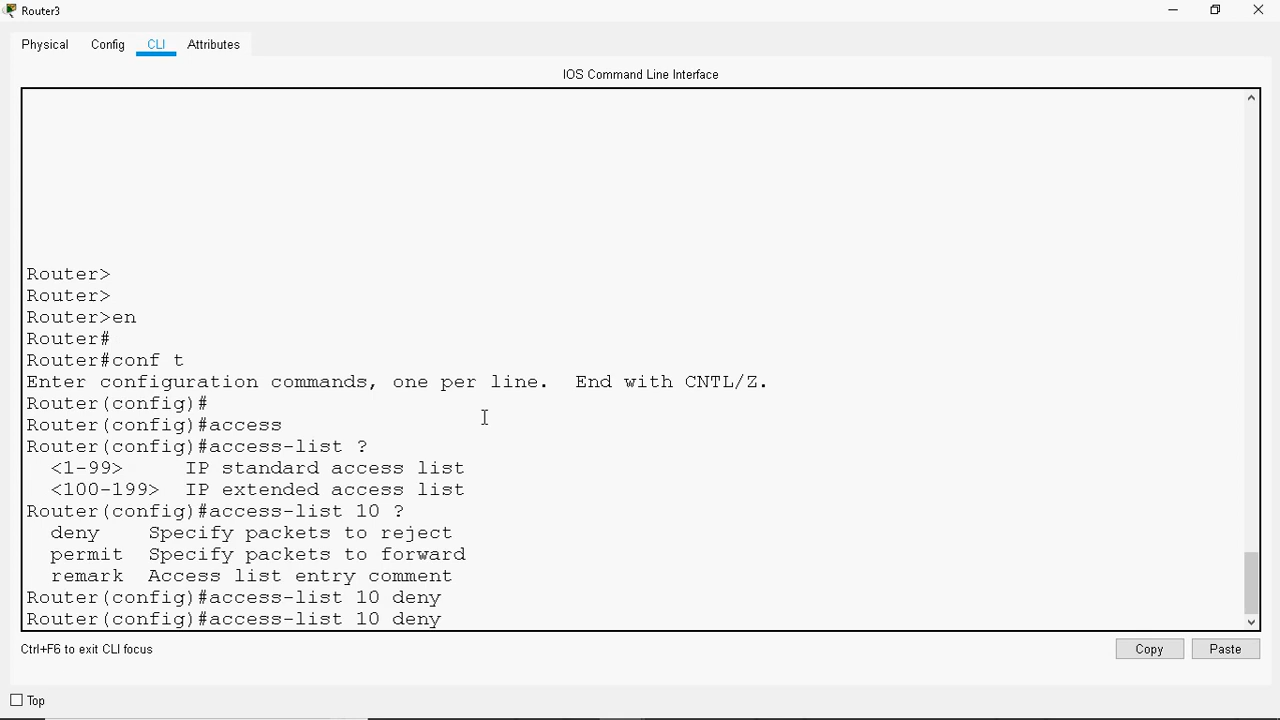 Router3
Physical Config CLI Attributes
IOS Command Line Interface
Router>
Router>
Router>en
Router#
Router#conf t
Enter configuration commands, one per line.  End with CNTL/Z.
Router(config)#
Router(config)#access
Router(config)#access-list ?
  <1-99>     IP standard access list
  <100-199>  IP extended access list
Router(config)#access-list 10 ?
  deny    Specify packets to reject
  permit  Specify packets to forward
  remark  Access list entry comment
Router(config)#access-list 10 deny
Router(config)#access-list 10 deny
Ctrl+F6 to exit CLI focus
Copy Paste
Top